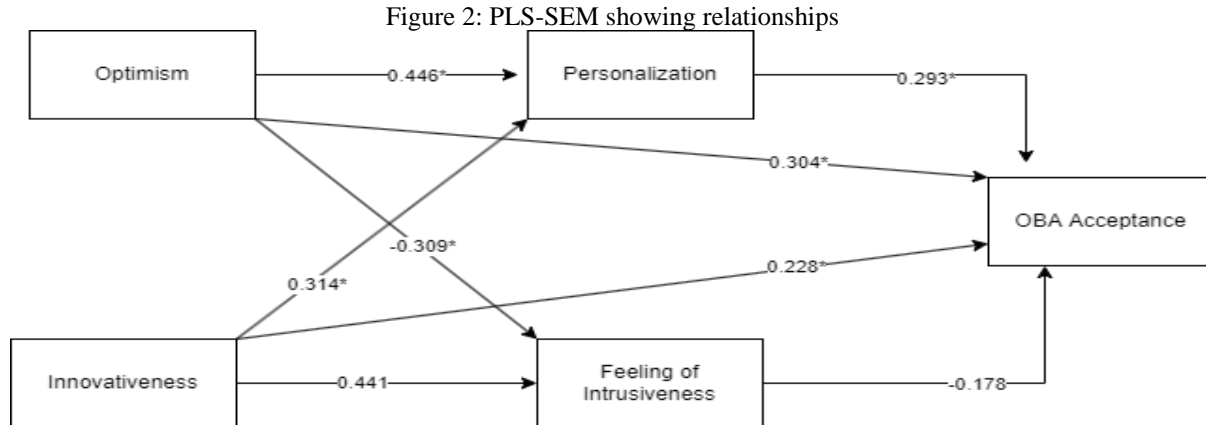 Figure 2: PLS-SEM showing relationships
Optimism
0.446*
Personalization
0.293*
0.304*
OBA Acceptance
-0.309*
0.228*
0.314*
Innovativeness
0.441
Feeling of
Intrusiveness
-0.178